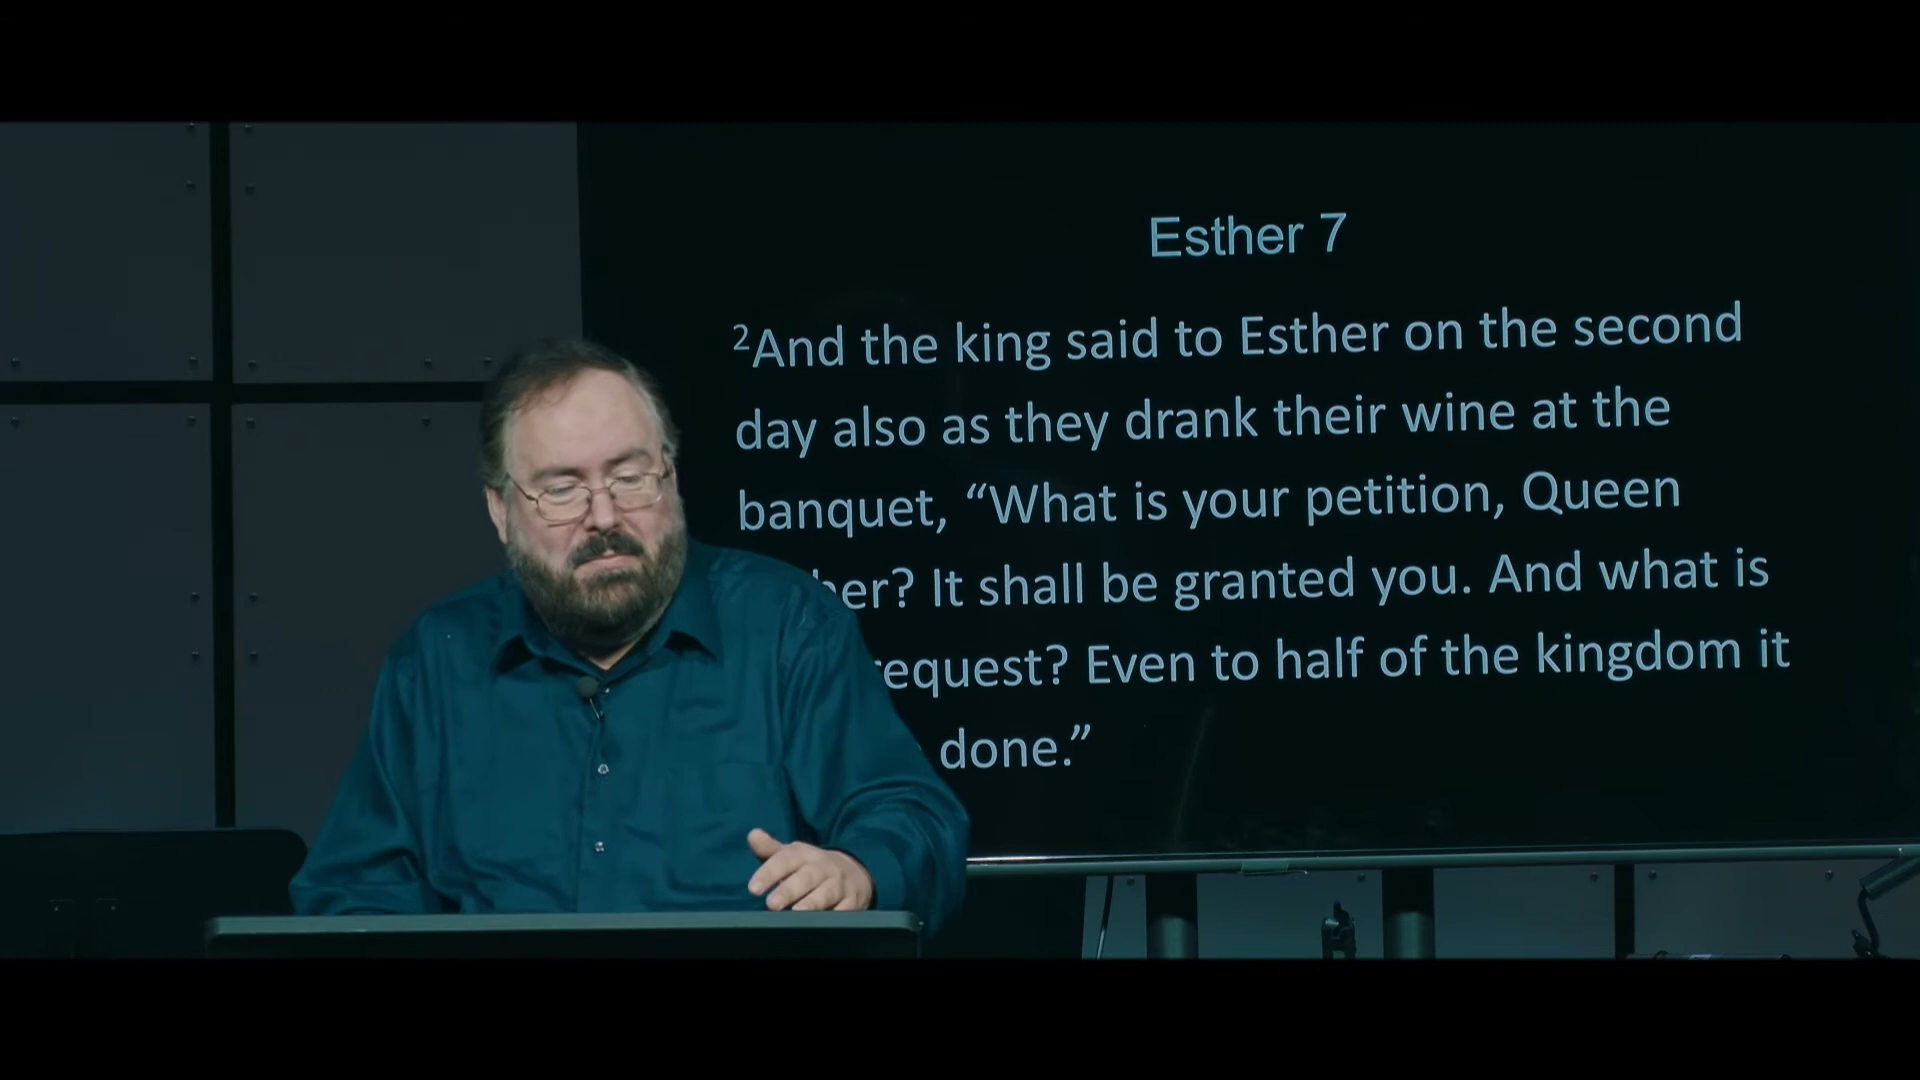 Esther 7
2And the king said to Esther on the second
day also as they drank their wine at the
banquet, “What is your petition, Queen
er? It shall be granted you. And what is
equest? Even to half of the kingdom it
done.”